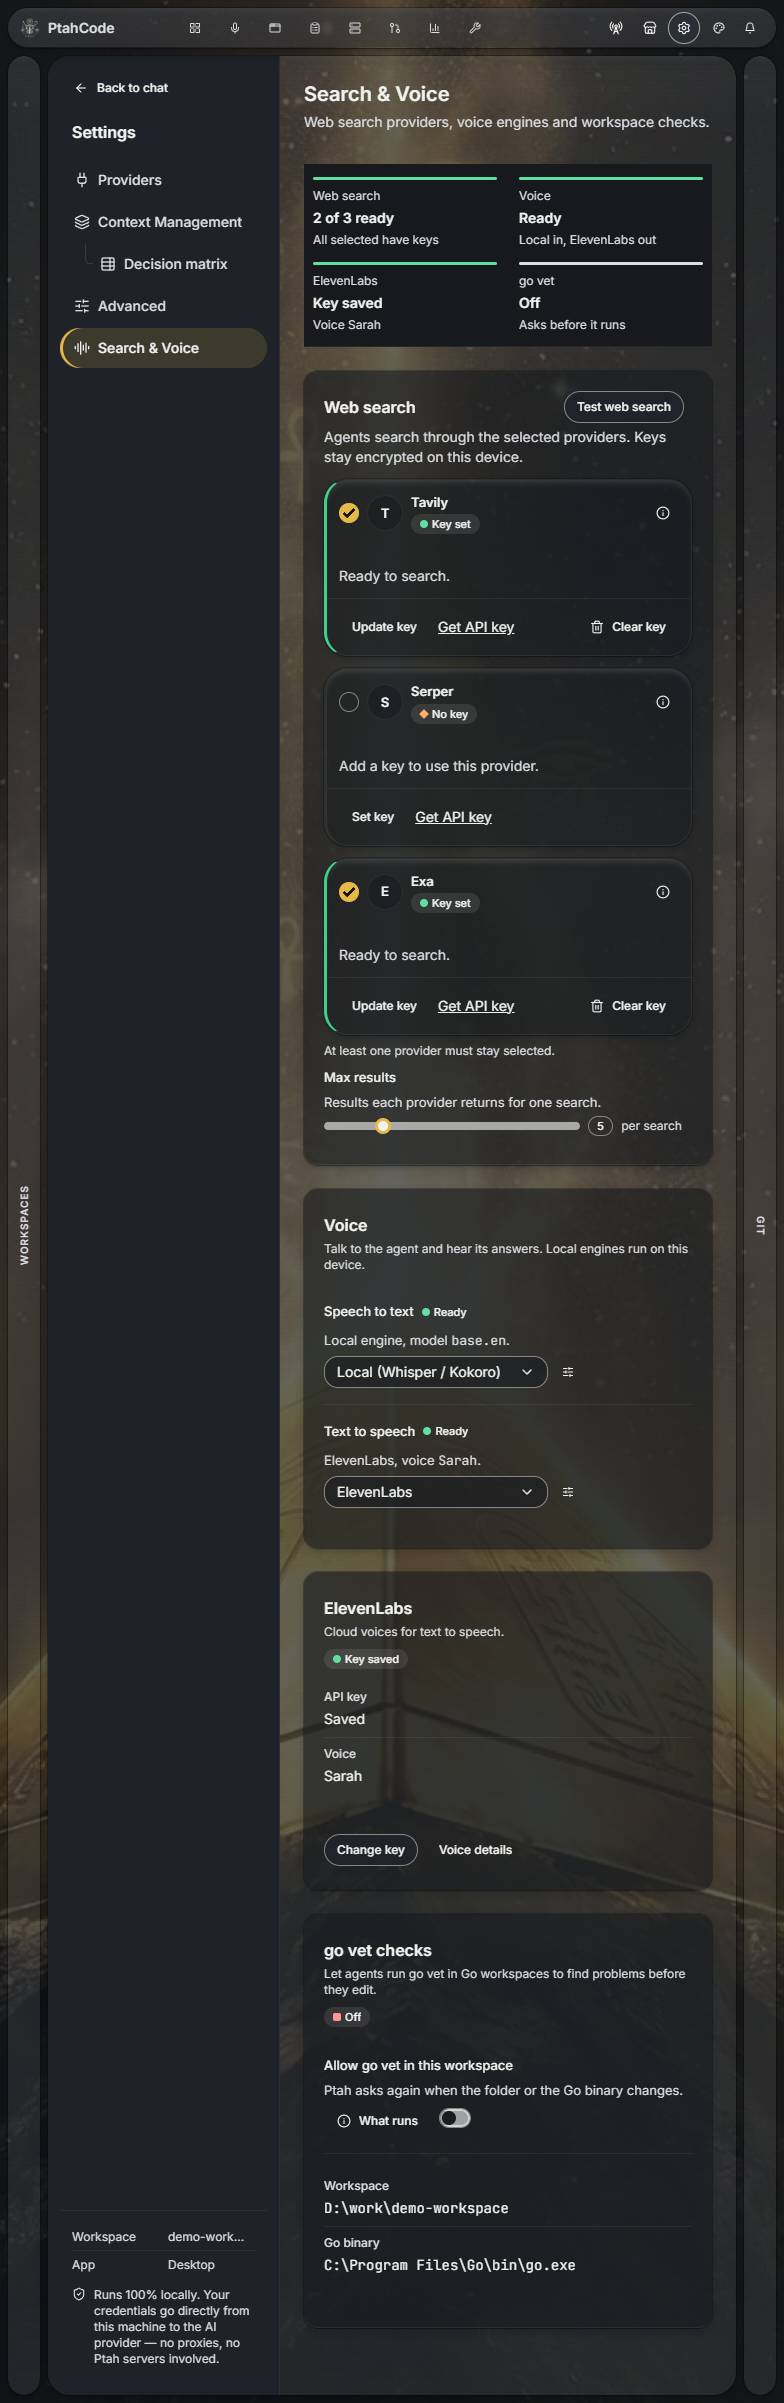 PtahCode
Back to chat
Settings
Providers
Context Management
Decision matrix
Advanced
Search & Voice
Search & Voice
Web search providers, voice engines and workspace checks.
Web search
2 of 3 ready
All selected have keys
Voice
Ready
Local in, ElevenLabs out
ElevenLabs
Key saved
Voice Sarah
go vet
Off
Asks before it runs
Web search
Test web search
Agents search through the selected providers. Keys
stay encrypted on this device.
T
Tavily
Key set
Ready to search.
Update key
Get API key
Clear key
S
Serper
No key
Add a key to use this provider.
Set key
Get API key
E
Exa
Key set
Ready to search.
Update key
Get API key
Clear key
At least one provider must stay selected.
Max results
Results each provider returns for one search.
5
per search
Voice
Talk to the agent and hear its answers. Local engines run on this
device.
Speech to text
Ready
Local engine, model base.en.
Local (Whisper / Kokoro)
Text to speech
Ready
ElevenLabs, voice Sarah.
ElevenLabs
ElevenLabs
Cloud voices for text to speech.
Key saved
API key
Saved
Voice
Sarah
Change key
Voice details
go vet checks
Let agents run go vet in Go workspaces to find problems before
they edit.
Off
Allow go vet in this workspace
Ptah asks again when the folder or the Go binary changes.
What runs
Workspace
D:\work\demo-workspace
Go binary
C:\Program Files\Go\bin\go.exe
Workspace
demo-work...
App
Desktop
Runs 100% locally. Your
credentials go directly from
this machine to the AI
provider — no proxies, no
Ptah servers involved.
WORKSPACES
GIT